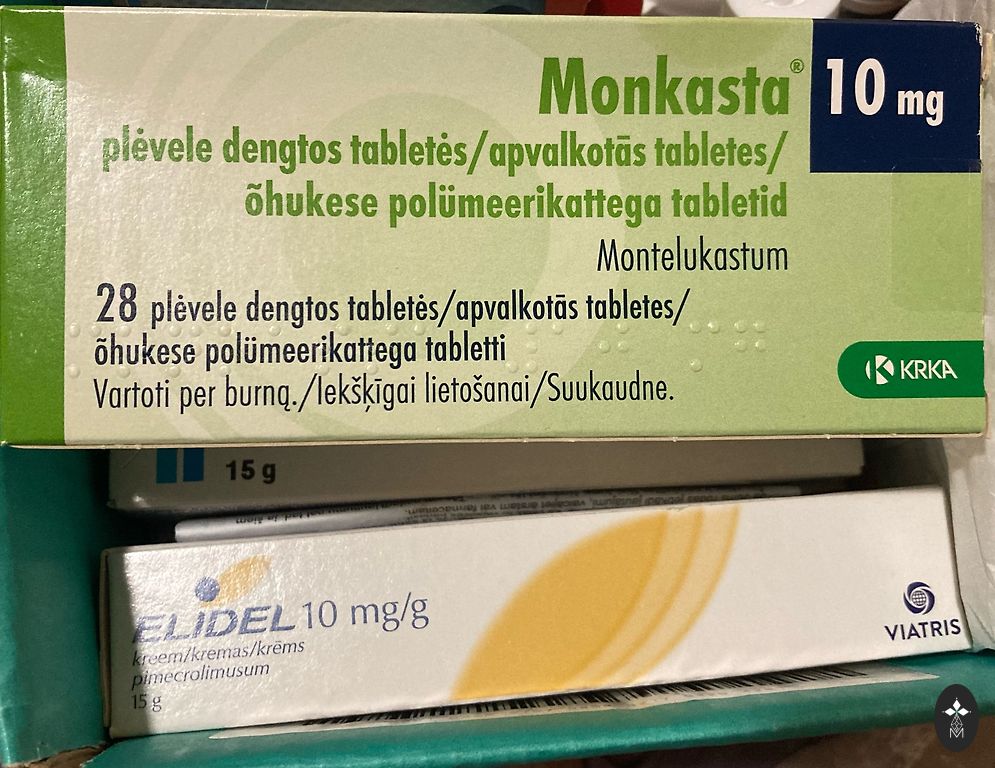 Monkasta® 10 mg
plėvele dengtos tabletės/apvalkotās tabletes/
õhukese polümeerikattega tabletid
Montelukastum
28 plėvele dengtos tabletės/apvalkotās tabletes/
õhukese polümeerikattega tabletti
Vartoti per burną./Iekšķīgai lietošanai/Suukaudne.
KRKA
15 g
ELIDEL 10 mg/g
kreem/kremas/krēms
pimecrolimusum
15 g
VIATRIS